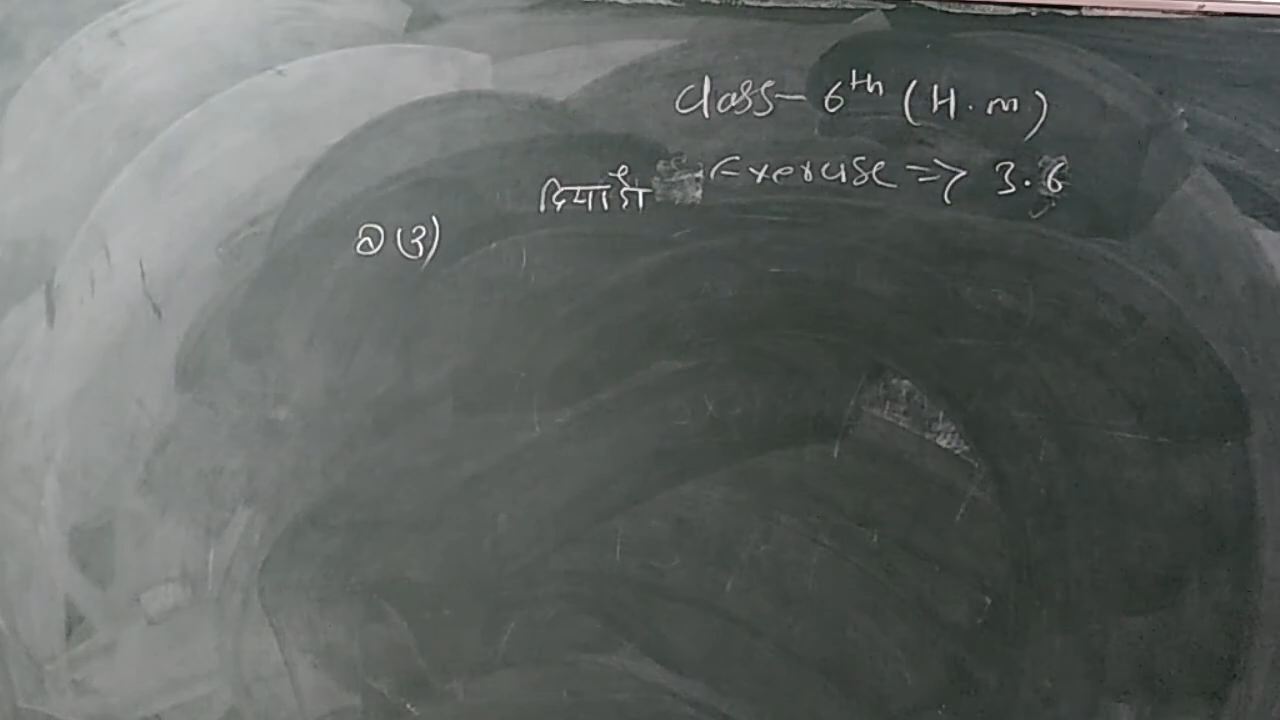 Class- 6th (H.M)
Exercise => 3.6
दिया है
Q (3)